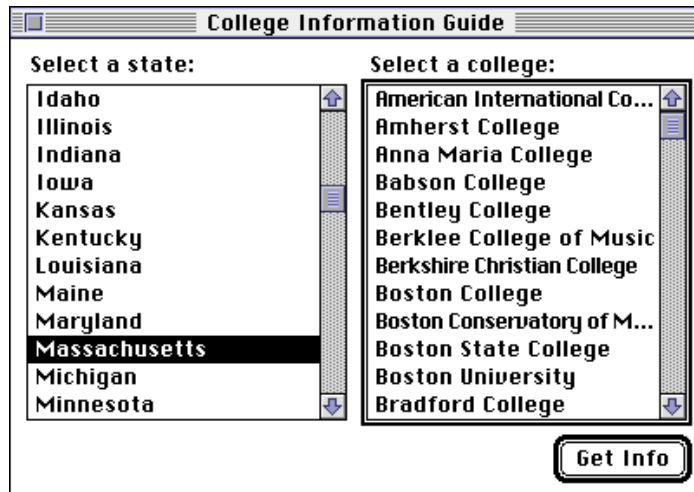 College Information Guide
Select a state:
Idaho
Illinois
Indiana
Iowa
Kansas
Kentucky
Louisiana
Maine
Maryland
Massachusetts
Michigan
Minnesota
Select a college:
American International Co...
Amherst College
Anna Maria College
Babson College
Bentley College
Berklee College of Music
Berkshire Christian College
Boston College
Boston Conservatory of M...
Boston State College
Boston University
Bradford College
Get Info